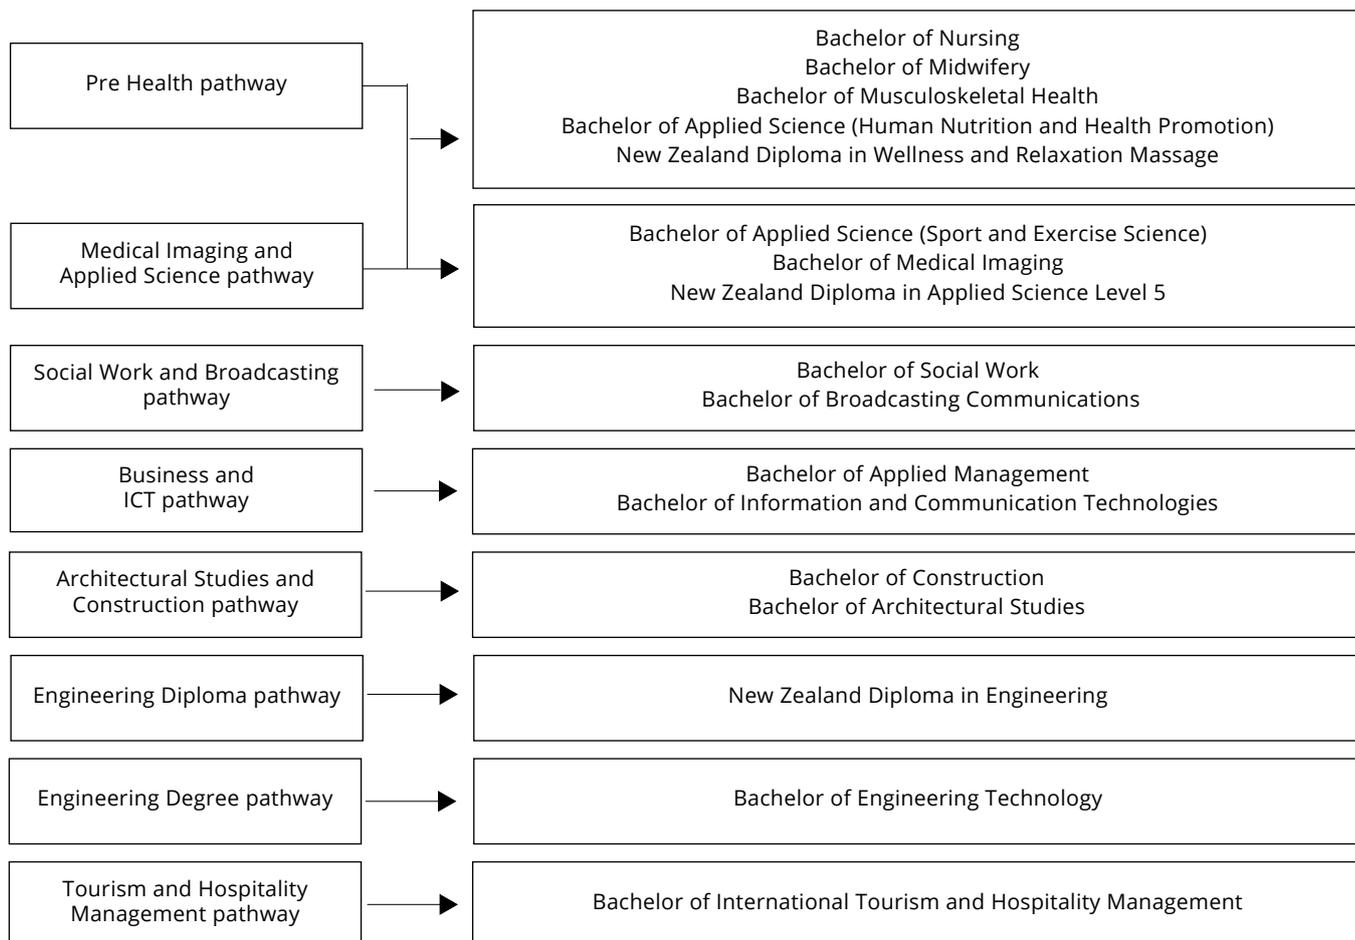 Pre Health pathway
Bachelor of Nursing
Bachelor of Midwifery
Bachelor of Musculoskeletal Health
Bachelor of Applied Science (Human Nutrition and Health Promotion)
New Zealand Diploma in Wellness and Relaxation Massage
Medical Imaging and
Applied Science pathway
Bachelor of Applied Science (Sport and Exercise Science)
Bachelor of Medical Imaging
New Zealand Diploma in Applied Science Level 5
Social Work and Broadcasting
pathway
Bachelor of Social Work
Bachelor of Broadcasting Communications
Business and
ICT pathway
Bachelor of Applied Management
Bachelor of Information and Communication Technologies
Architectural Studies and
Construction pathway
Bachelor of Construction
Bachelor of Architectural Studies
Engineering Diploma pathway
New Zealand Diploma in Engineering
Engineering Degree pathway
Bachelor of Engineering Technology
Tourism and Hospitality
Management pathway
Bachelor of International Tourism and Hospitality Management